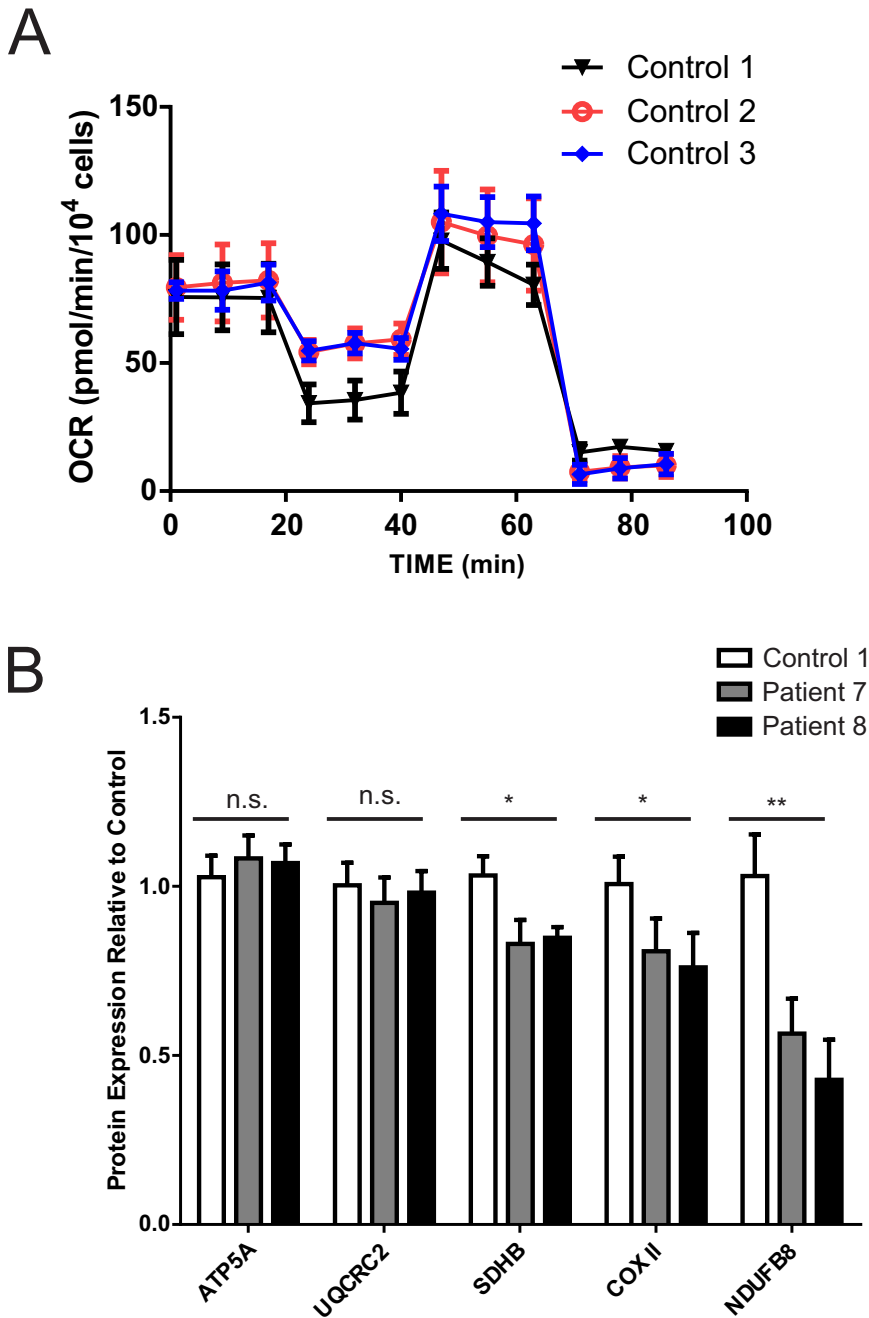 A
Control 1
Control 2
Control 3
OCR (pmol/min/10⁴ cells)
150
100
50
0
0 20 40 60 80 100
TIME (min)
B
Control 1
Patient 7
Patient 8
Protein Expression Relative to Control
1.5
1.0
0.5
0.0
n.s. n.s. * * **
ATP5A UQCRC2 SDHB COX II NDUFB8